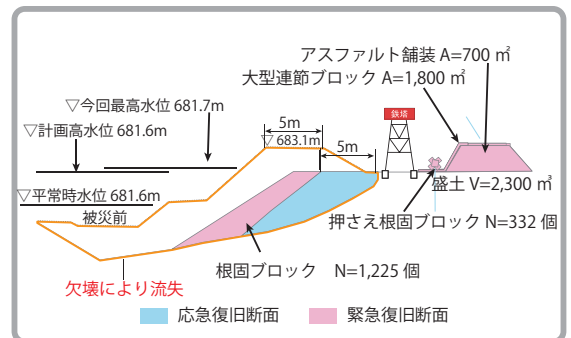 アスファルト舗装 A=700 ㎡
大型連節ブロック A=1,800 ㎡
▽今回最高水位 681.7m
5m
鉄塔
▽計画高水位 681.6m
▽ 683.1m
5m
▽平常時水位 681.6m
盛土 V=2,300 ㎥
被災前
押さえ根固ブロック N=332 個
根固ブロック　N=1,225 個
欠壊により流失
応急復旧断面
緊急復旧断面